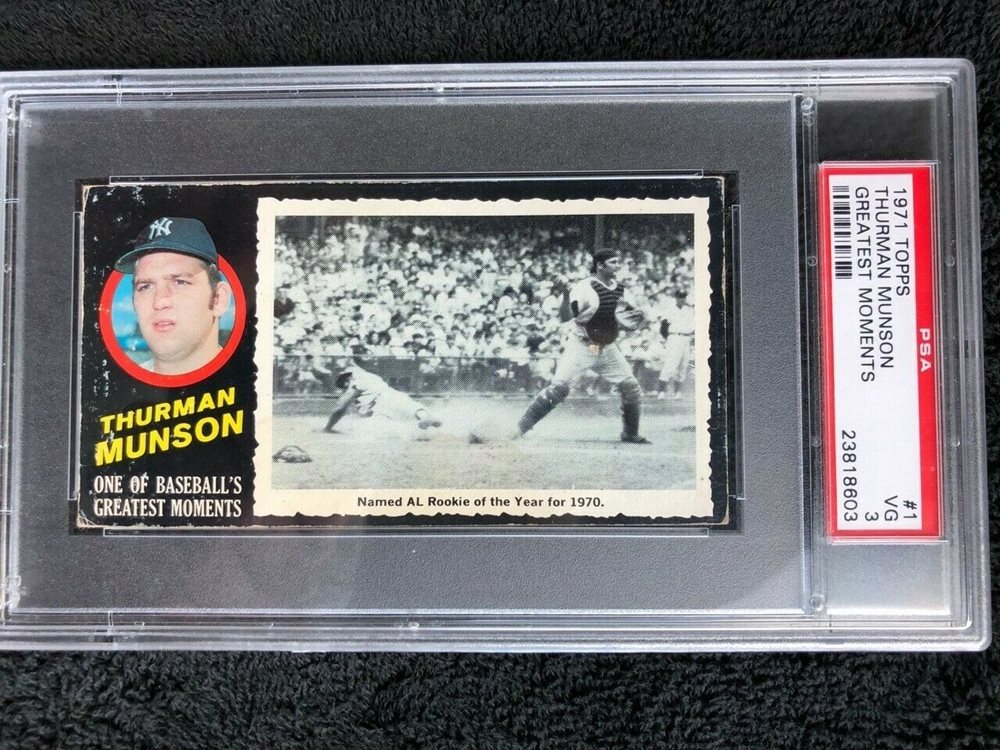 NY
THURMAN
MUNSON
ONE OF BASEBALL'S
GREATEST MOMENTS
Named AL Rookie of the Year for 1970.
1971 TOPPS
THURMAN MUNSON
GREATEST MOMENTS
#1
VG
3
23818603
PSA